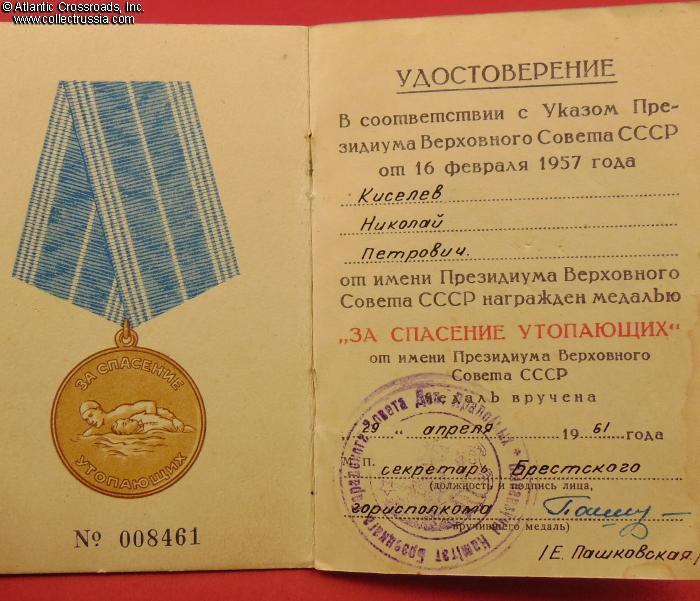 © Atlantic Crossroads, Inc.
www.collectrussia.com
ЗА СПАСЕНИЕ
УТОПАЮЩИХ
№ 008461
УДОСТОВЕРЕНИЕ
В соответствии с Указом Пре-
зидиума Верховного Совета СССР
от 16 февраля 1957 года
Киселев
Николай
Петрович.
от имени Президиума Верховного
Совета СССР награжден медалью
„ЗА СПАСЕНИЕ УТОПАЮЩИХ“
от имени Президиума Верховного
Совета СССР
медаль вручена
“ апреля 1961 года
М. П. секретарь Брестского
(должность и подпись лица,
горисполкома
вручившего медаль)
/Е. Пашковская/